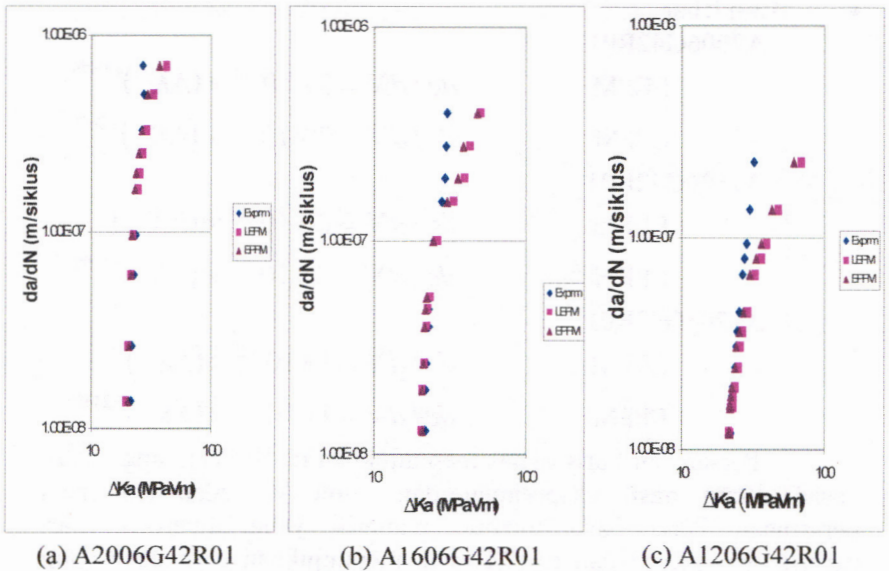 1.00E-06
1.00E-07
1.00E-08
da/dN (m/siklus)
10
100
ΔKa (MPaVm)
Exprm
LEFM
EPFM
(a) A2006G42R01
1.00E-06
1.00E-07
1.00E-08
da/dN (m/siklus)
10
100
ΔKa (MPaVm)
Exprm
LEFM
EPFM
(b) A1606G42R01
1.00E-06
1.00E-07
1.00E-08
da/dN (m/siklus)
10
100
ΔKa (MPaVm)
Exprm
LEFM
EPFM
(c) A1206G42R01